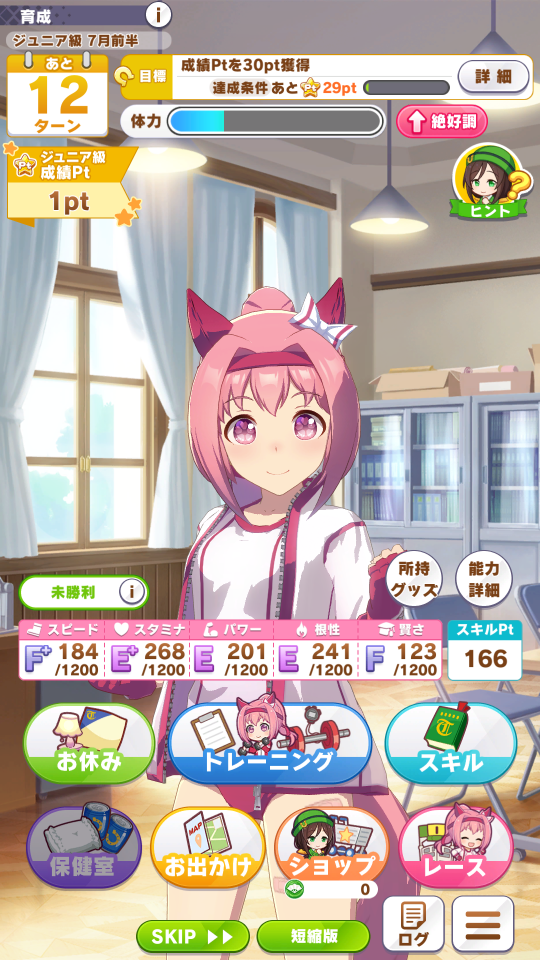 育成
i
ジュニア級 7月前半
あと
12
ターン
目標
成績Ptを30pt獲得
達成条件 あと 29pt
詳細
体力
絶好調
Pt
ジュニア級
成績Pt
1pt
ヒント
所持
グッズ
能力
詳細
未勝利 i
スピード スタミナ パワー 根性 賢さ スキルPt
F+ 184 /1200
E+ 268 /1200
E 201 /1200
E 241 /1200
F 123 /1200
166
お休み
トレーニング
スキル
保健室
MAP
お出かけ
ショップ
0
レース
SKIP
短縮版
ログ